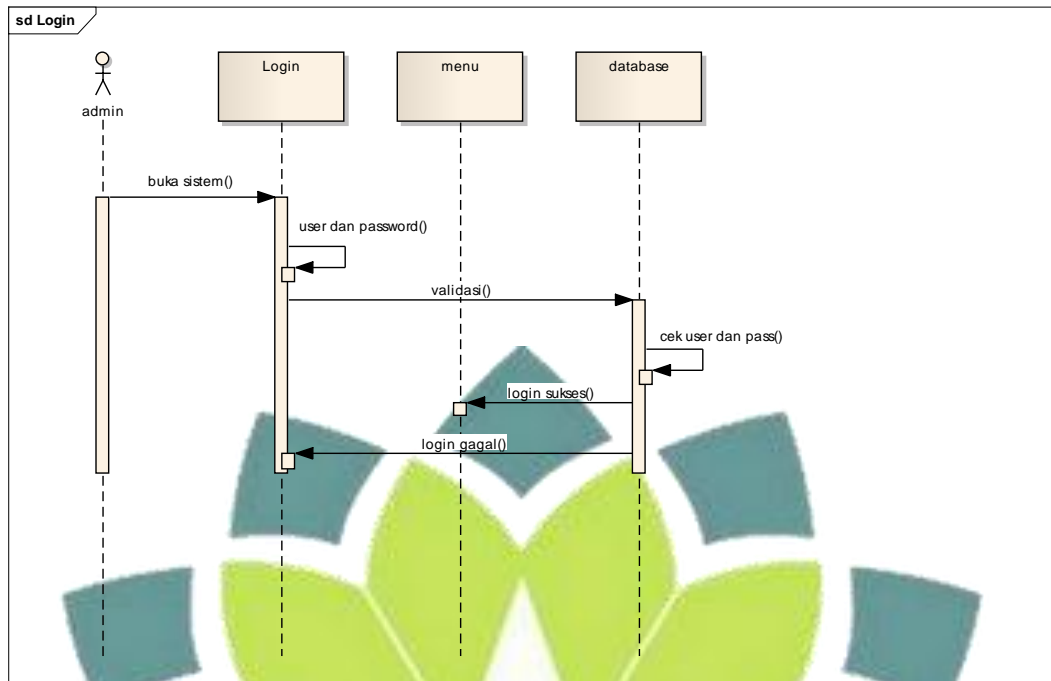 sd Login
admin
Login
menu
database
buka sistem()
user dan password()
validasi()
cek user dan pass()
login sukses()
login gagal()